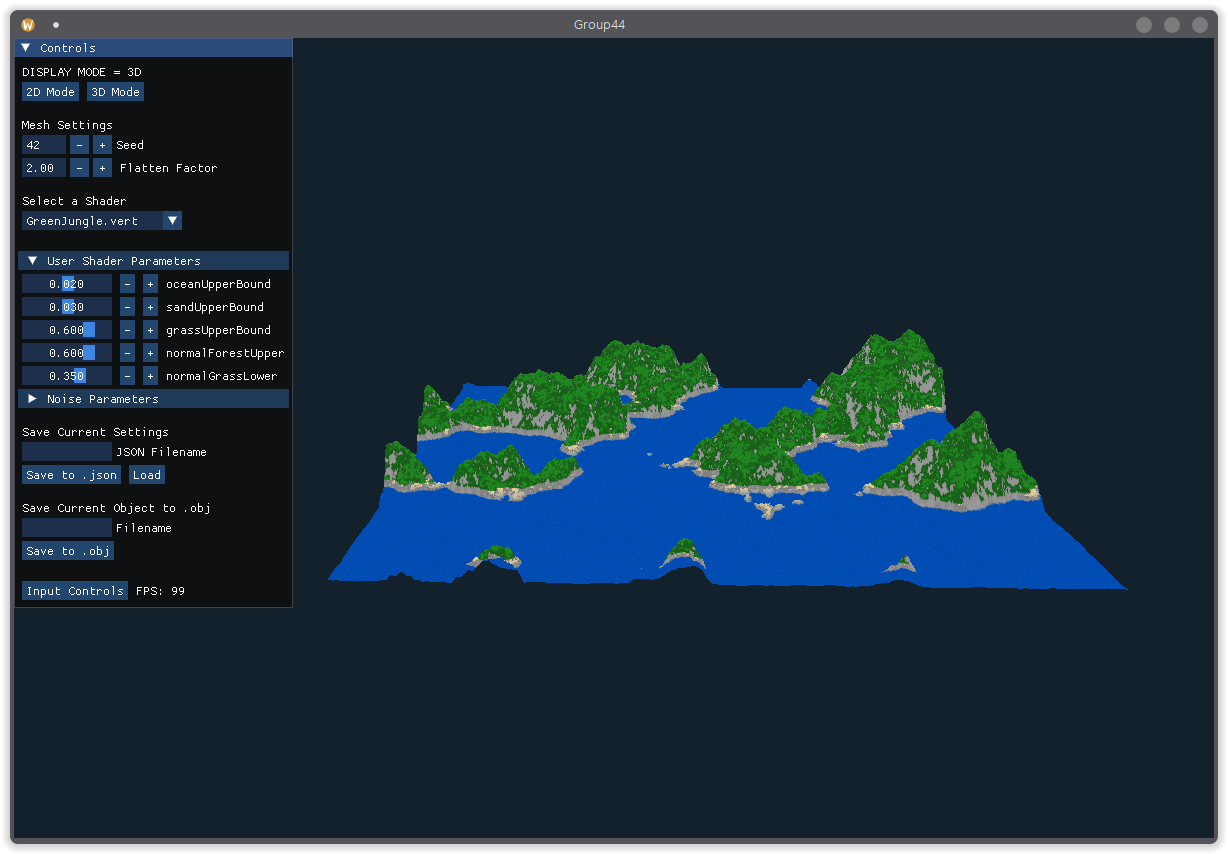 W
Group44
Controls
DISPLAY MODE = 3D
2D Mode 3D Mode
Mesh Settings
42 - + Seed
2.00 - + Flatten Factor
Select a Shader
GreenJungle.vert
User Shader Parameters
0.020 - + oceanUpperBound
0.030 - + sandUpperBound
0.600 - + grassUpperBound
0.600 - + normalForestUpper
0.350 - + normalGrassLower
Noise Parameters
Save Current Settings
JSON Filename
Save to .json Load
Save Current Object to .obj
Filename
Save to .obj
Input Controls FPS: 99